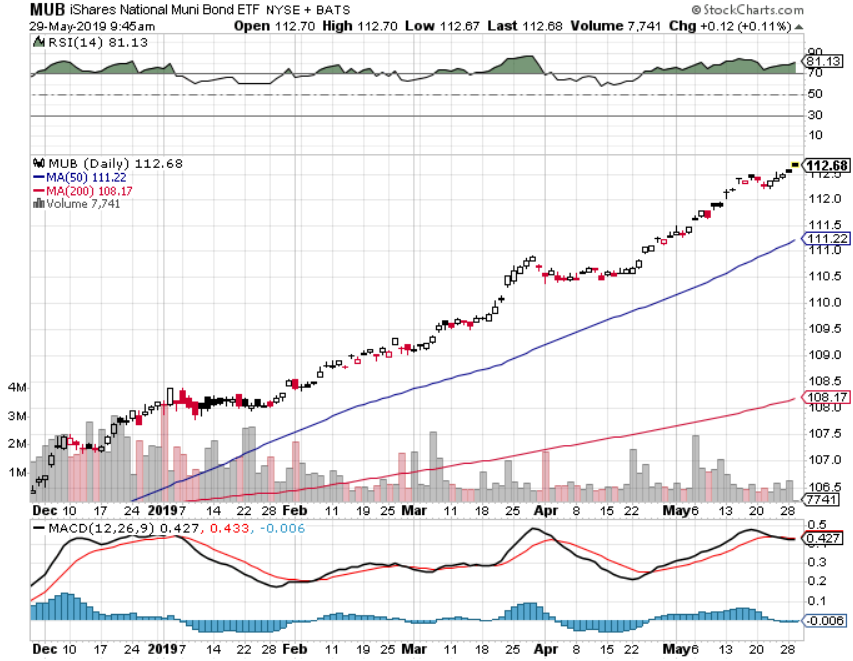 MUB iShares National Muni Bond ETF NYSE + BATS © StockCharts.com
29-May-2019 9:45am Open 112.70 High 112.70 Low 112.67 Last 112.68 Volume 7,741 Chg +0.12 (+0.11%)
RSI(14) 81.13
90
81.13
70
50
30
10
MUB (Daily) 112.68
MA(50) 111.22
MA(200) 108.17
Volume 7,741
112.68
112.5
112.0
111.5
111.22
111.0
110.5
110.0
109.5
109.0
108.5
108.17
108.0
107.5
107.0
106.5
7741
4M
3M
2M
1M
Dec 10 17 24 2019 7 14 22 28 Feb 11 19 25 Mar 11 18 25 Apr 8 15 22 May 6 13 20 28
MACD(12,26,9) 0.427, 0.433, -0.006
0.5
0.427
0.4
0.3
0.2
0.1
-0.006
Dec 10 17 24 2019 7 14 22 28 Feb 11 19 25 Mar 11 18 25 Apr 8 15 22 May 6 13 20 28